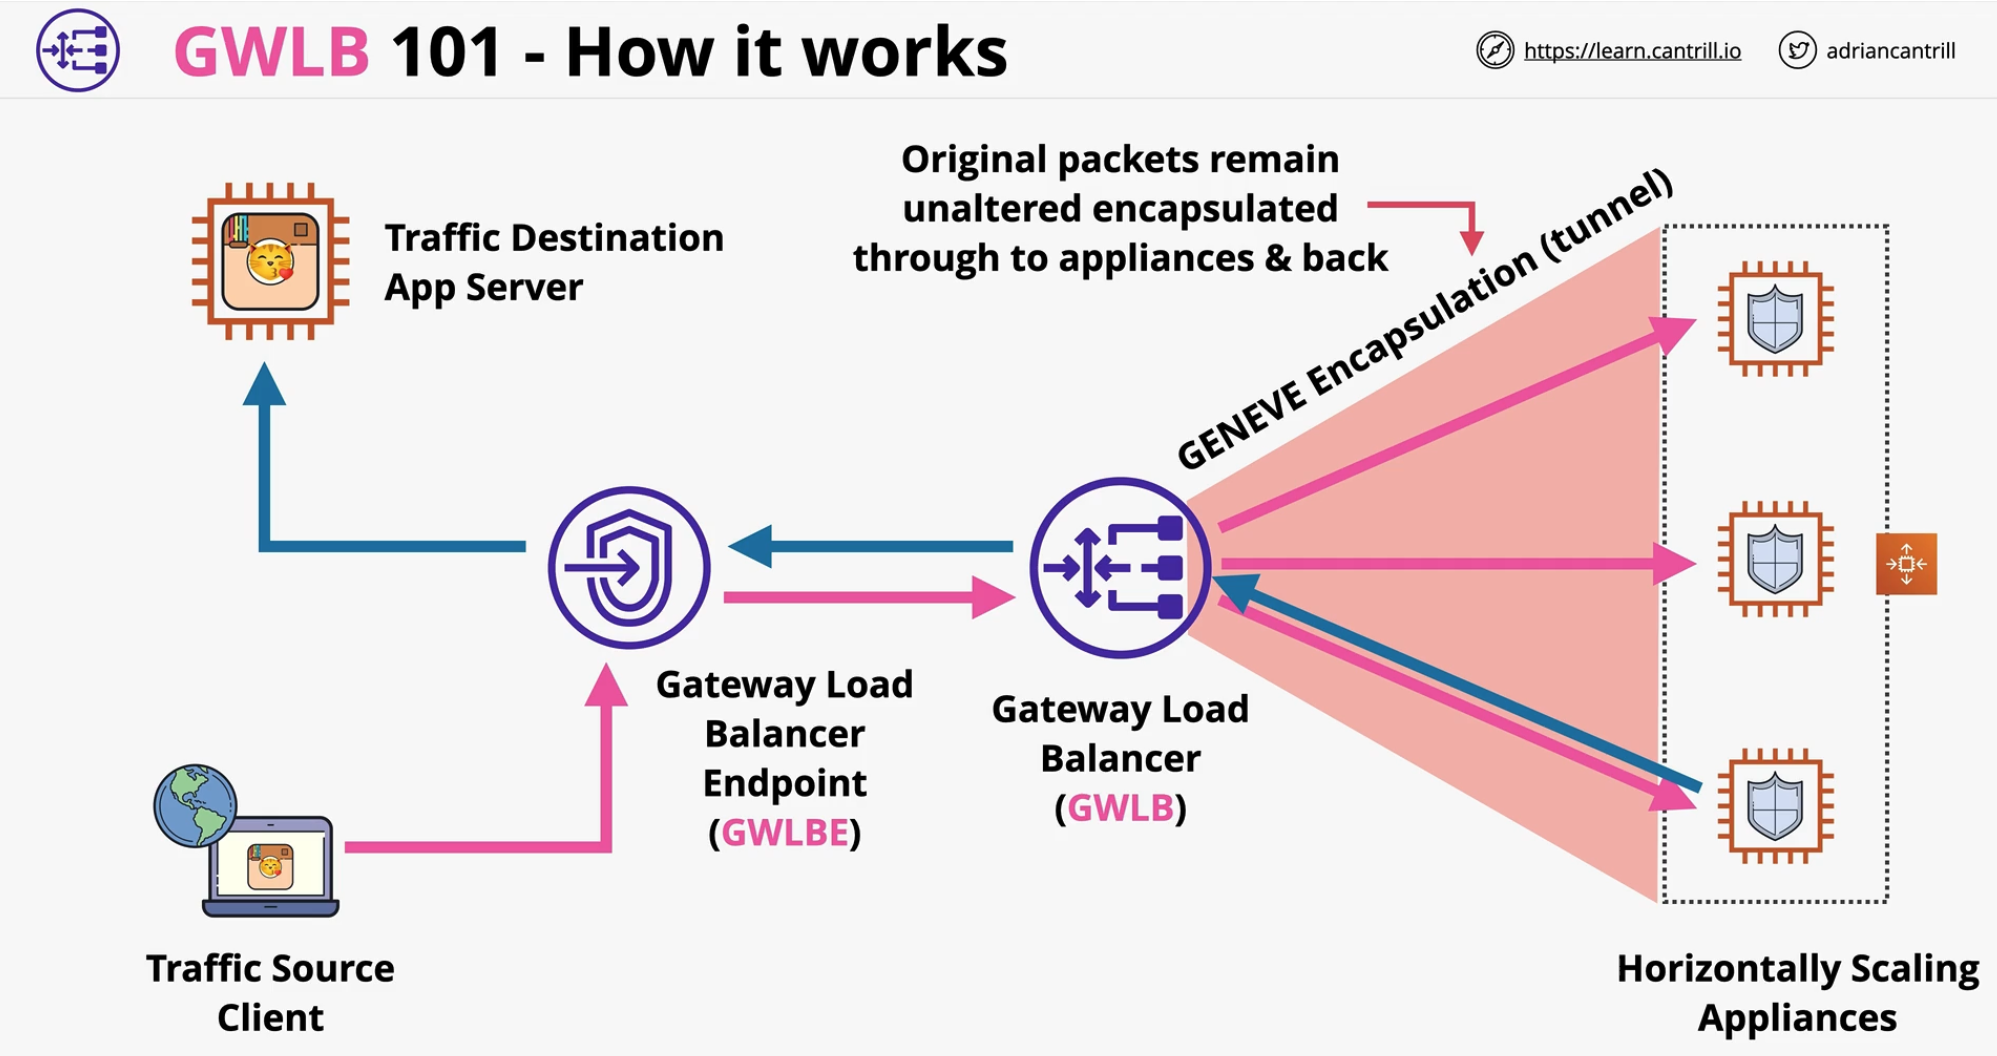 GWLB 101 - How it works
https://learn.cantrill.io
adriancantrill
Original packets remain
unaltered encapsulated
through to appliances & back
GENEVE Encapsulation (tunnel)
Traffic Destination
App Server
Gateway Load
Balancer
Endpoint
(GWLBE)
Gateway Load
Balancer
(GWLB)
Traffic Source
Client
Horizontally Scaling
Appliances